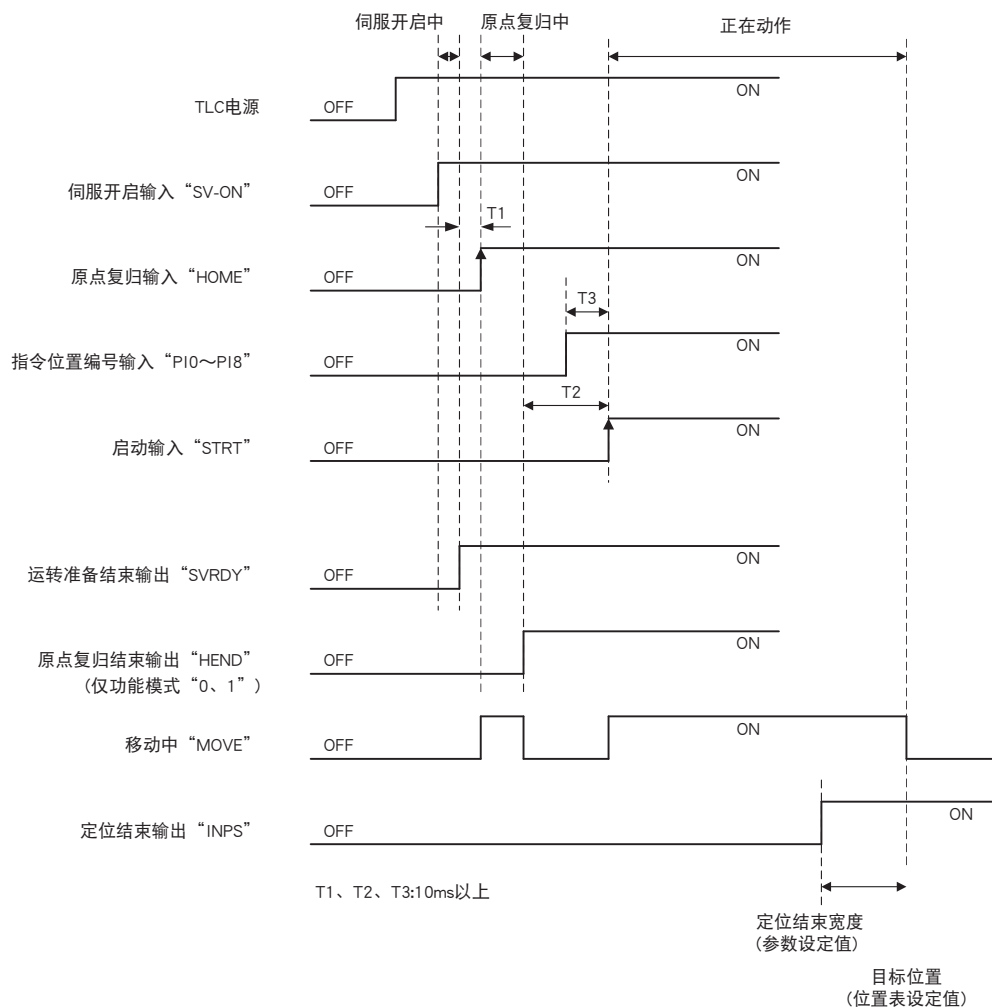 伺服开启中 原点复归中 正在动作
TLC电源 OFF ON
伺服开启输入“SV-ON” OFF ON
T1
原点复归输入“HOME” OFF ON
T3
指令位置编号输入“PI0～PI8” OFF ON
T2
启动输入“STRT” OFF ON
运转准备结束输出“SVRDY” OFF ON
原点复归结束输出“HEND” OFF ON
(仅功能模式“0、1”)
移动中“MOVE” OFF ON
定位结束输出“INPS” OFF ON
T1、T2、T3:10ms以上
定位结束宽度
(参数设定值)
目标位置
(位置表设定值)